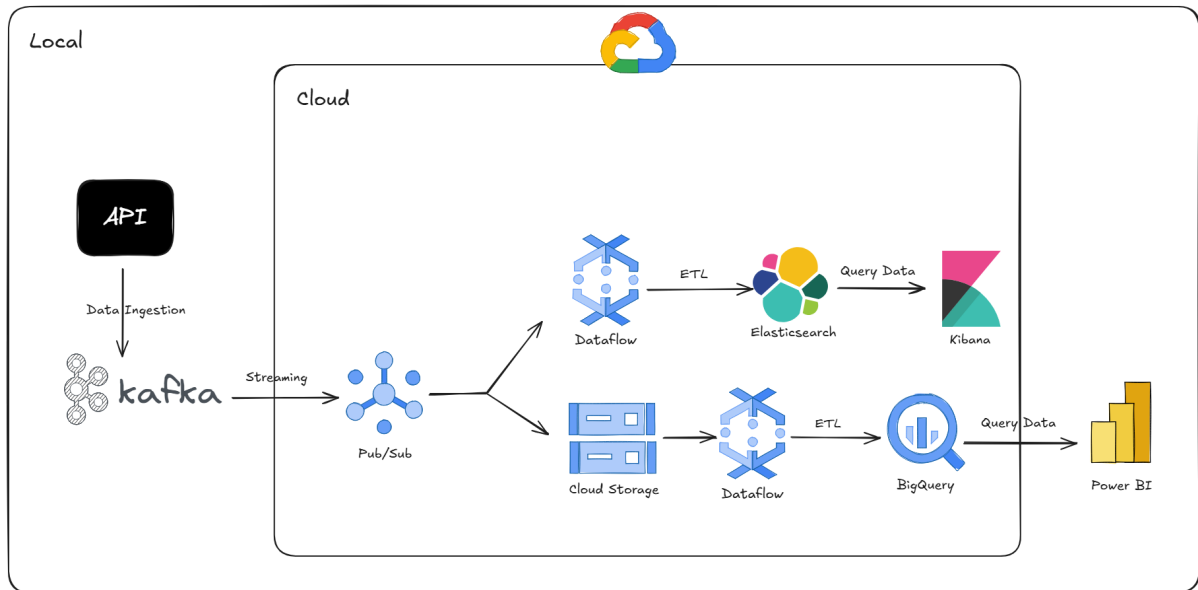 Local
Cloud
API
Data Ingestion
kafka
Streaming
Pub/Sub
Dataflow
ETL
Elasticsearch
Query Data
Kibana
Cloud Storage
Dataflow
ETL
BigQuery
Query Data
Power BI